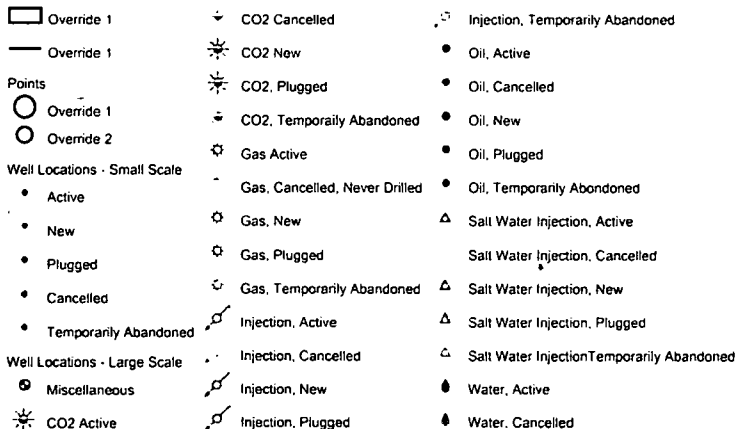 Override 1
Override 1
Points
Override 1
Override 2
Well Locations - Small Scale
Active
New
Plugged
Cancelled
Temporarily Abandoned
Well Locations - Large Scale
Miscellaneous
CO2 Active
CO2 Cancelled
CO2 New
CO2, Plugged
CO2, Temporaily Abandoned
Gas Active
Gas, Cancelled, Never Drilled
Gas, New
Gas, Plugged
Gas, Temporarily Abandoned
Injection, Active
Injection, Cancelled
Injection, New
Injection, Plugged
Injection, Temporarily Abandoned
Oil, Active
Oil, Cancelled
Oil, New
Oil, Plugged
Oil, Temporarily Abondoned
Salt Water Injection, Active
Salt Water Injection, Cancelled
Salt Water Injection, New
Salt Water Injection, Plugged
Salt Water InjectionTemporarily Abandoned
Water, Active
Water, Cancelled